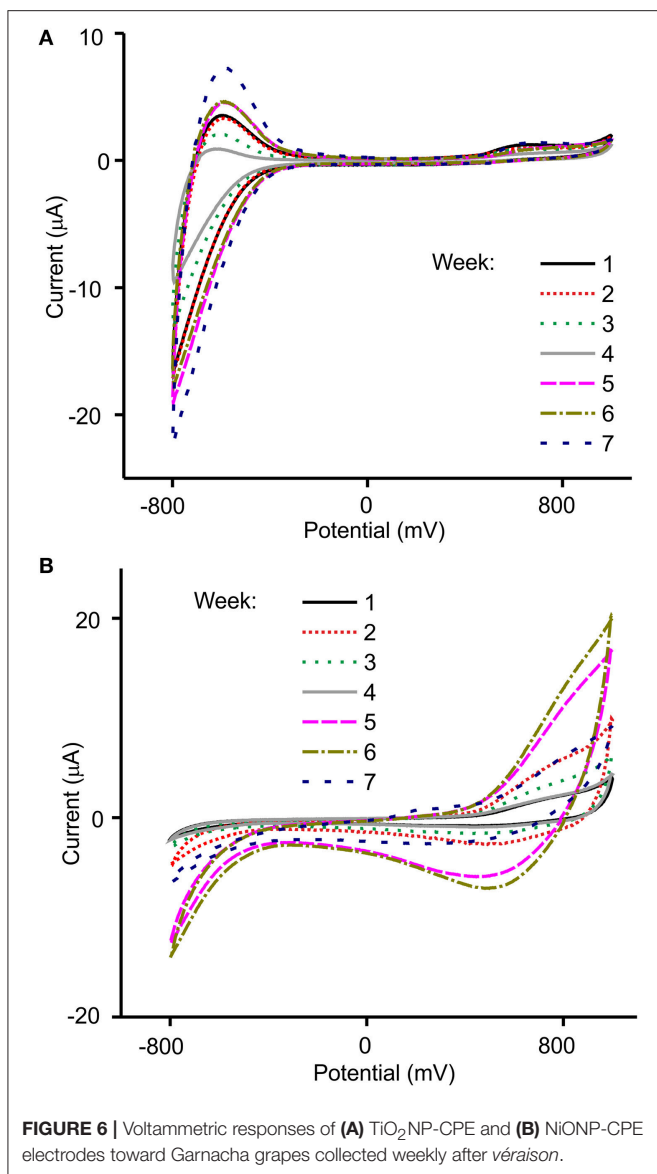 A
10
0
-10
-20
Current (μA)
Week:
1
2
3
4
5
6
7
-800
0
800
Potential (mV)
B
20
0
-20
Current (μA)
Week:
1
2
3
4
5
6
7
-800
0
800
Potential (mV)
FIGURE 6 | Voltammetric responses of (A) TiO2NP-CPE and (B) NiONP-CPE
electrodes toward Garnacha grapes collected weekly after véraison.